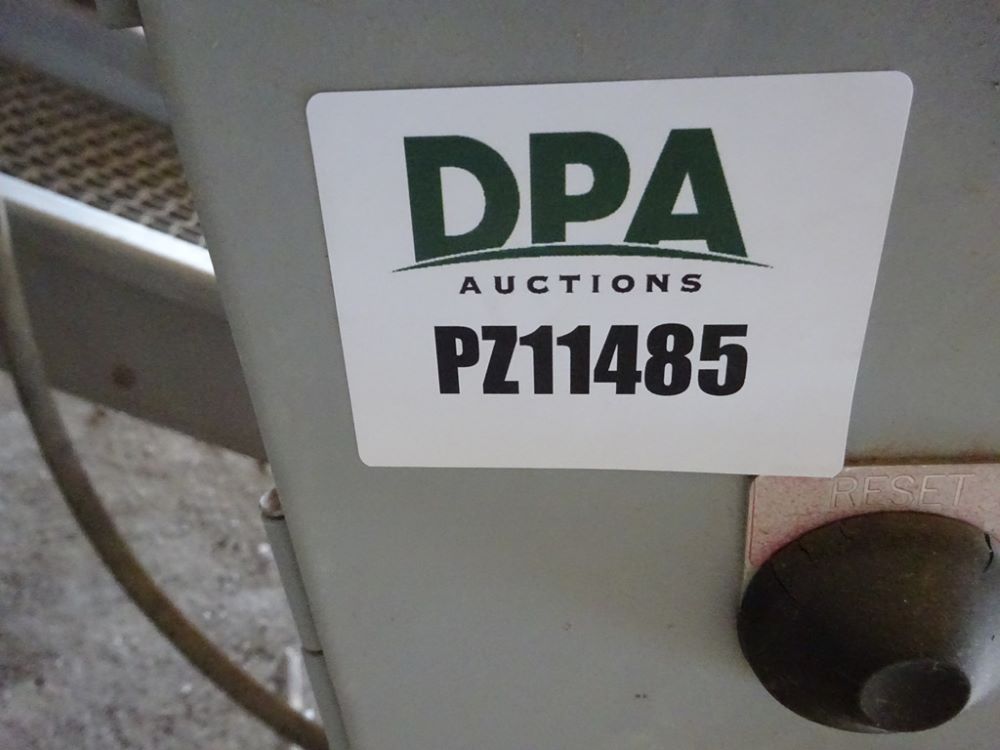 DPA
AUCTIONS
PZ11485
RESET